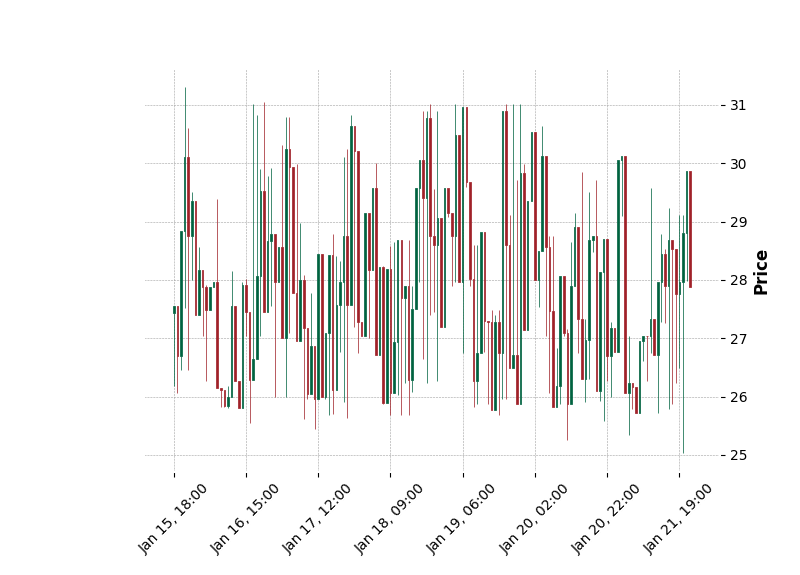 31
30
29
28
27
26
25
Price
Jan 15, 18:00
Jan 16, 15:00
Jan 17, 12:00
Jan 18, 09:00
Jan 19, 06:00
Jan 20, 02:00
Jan 20, 22:00
Jan 21, 19:00